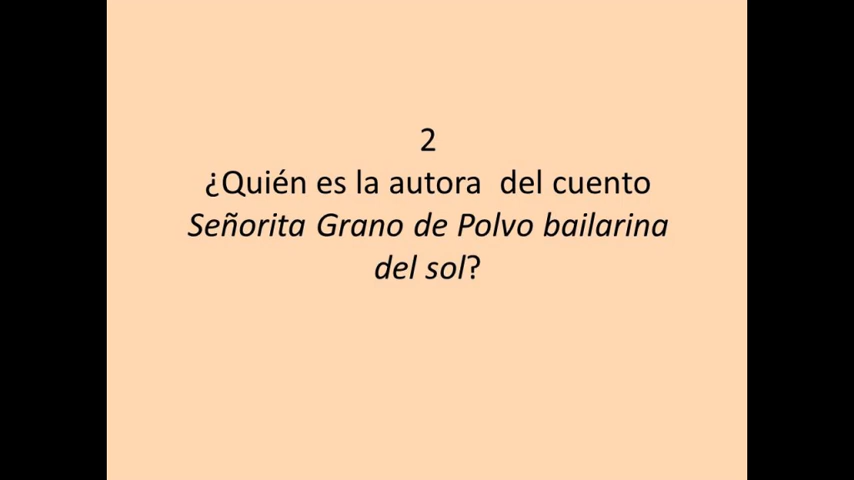 2
¿Quién es la autora  del cuento
Señorita Grano de Polvo bailarina
del sol?